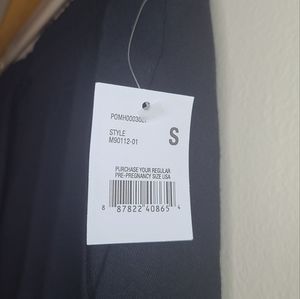 STYLE
M90112-01
S
PURCHASE YOUR REGULAR
PRE-PREGNANCY SIZE USA
8 87822 40865 4